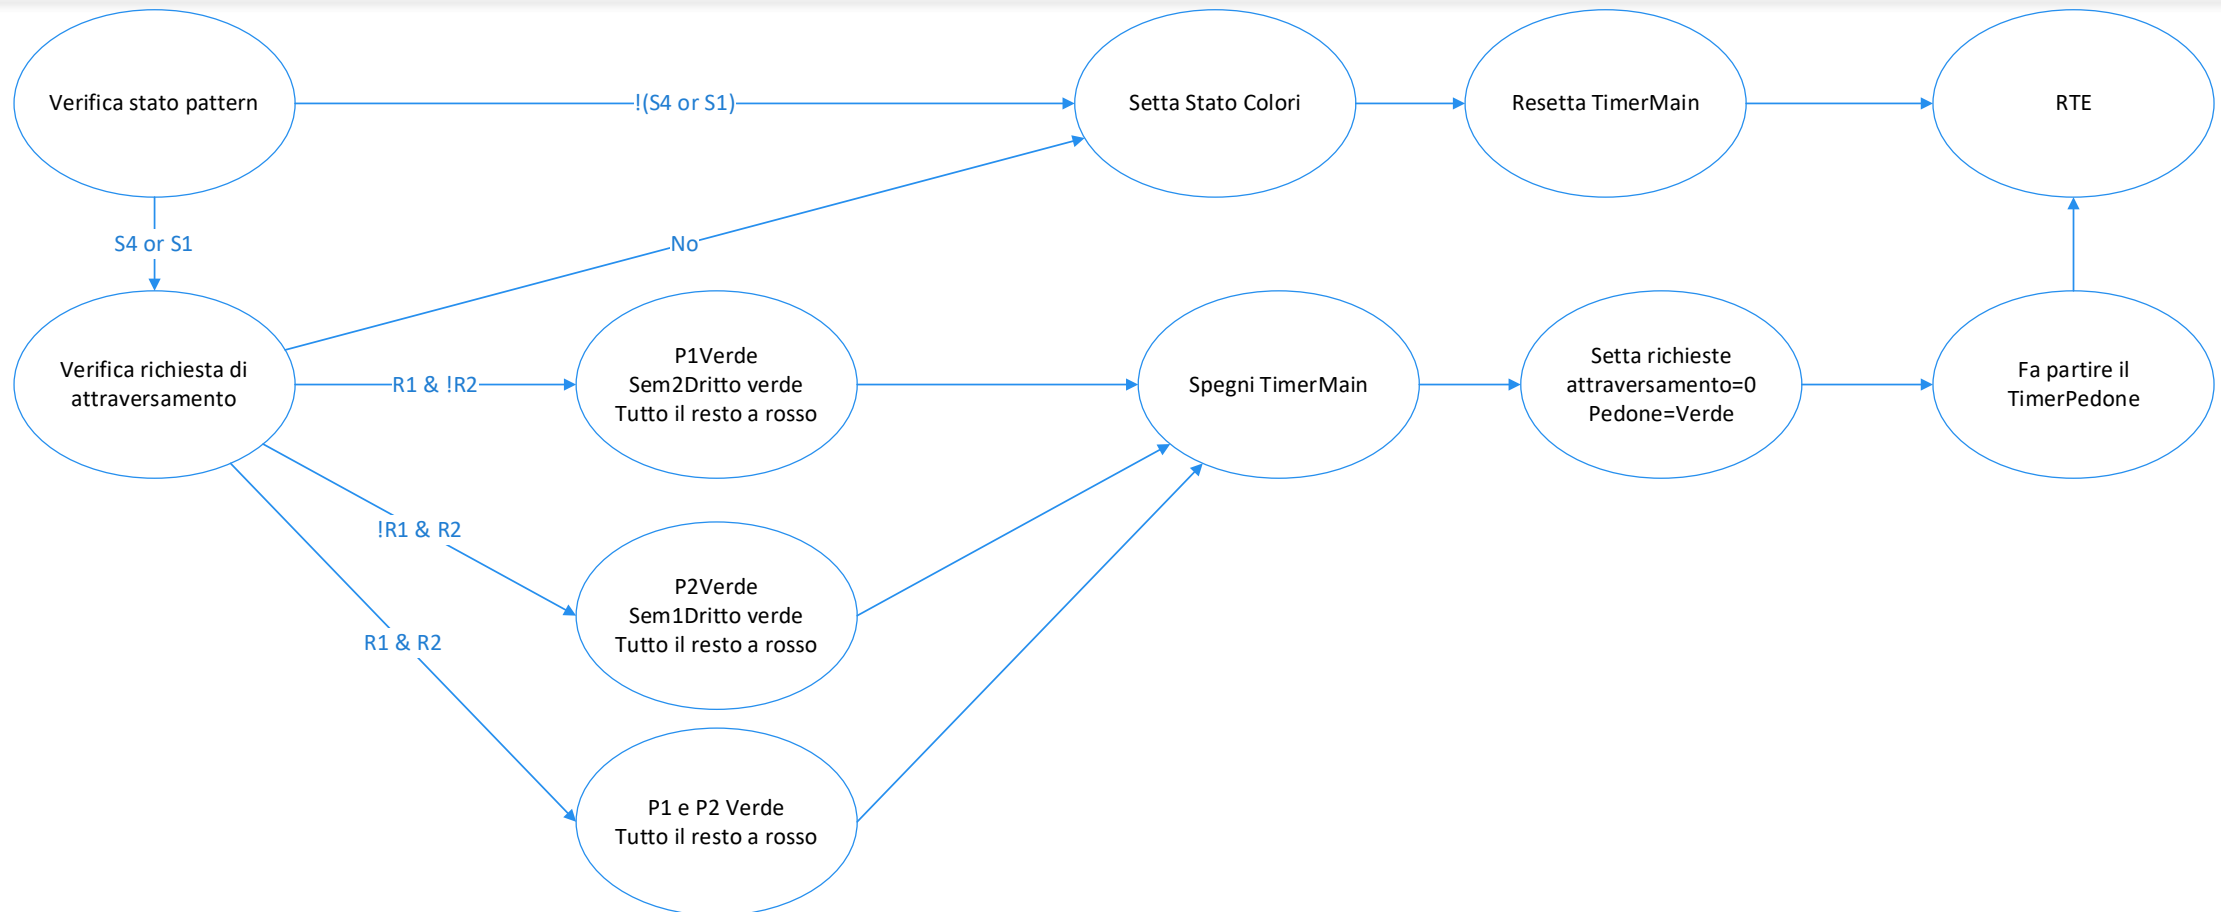 Verifica stato pattern
!(S4 or S1)
Setta Stato Colori
Resetta TimerMain
RTE
S4 or S1
No
Verifica richiesta di
attraversamento
R1 & !R2
P1Verde
Sem2Dritto verde
Tutto il resto a rosso
Spegni TimerMain
Setta richieste
attraversamento=0
Pedone=Verde
Fa partire il
TimerPedone
!R1 & R2
P2Verde
Sem1Dritto verde
Tutto il resto a rosso
R1 & R2
P1 e P2 Verde
Tutto il resto a rosso